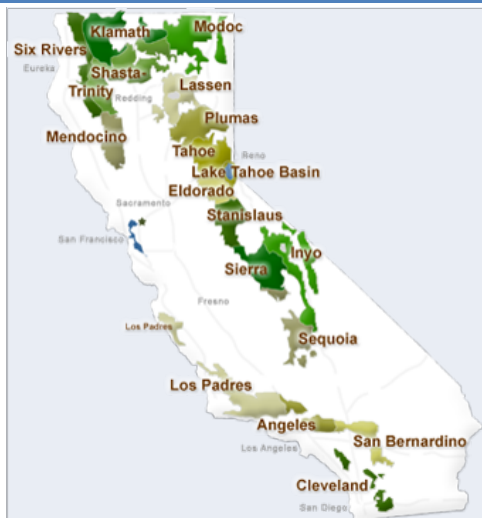 Klamath
Modoc
Six Rivers
Eureka
Shasta-
Trinity
Redding
Lassen
Plumas
Mendocino
Tahoe
Reno
Lake Tahoe Basin
Eldorado
Sacramento
Stanislaus
San Francisco
Inyo
Sierra
Fresno
Los Padres
Sequoia
Los Padres
Angeles
Los Angeles
San Bernardino
Cleveland
San Diego